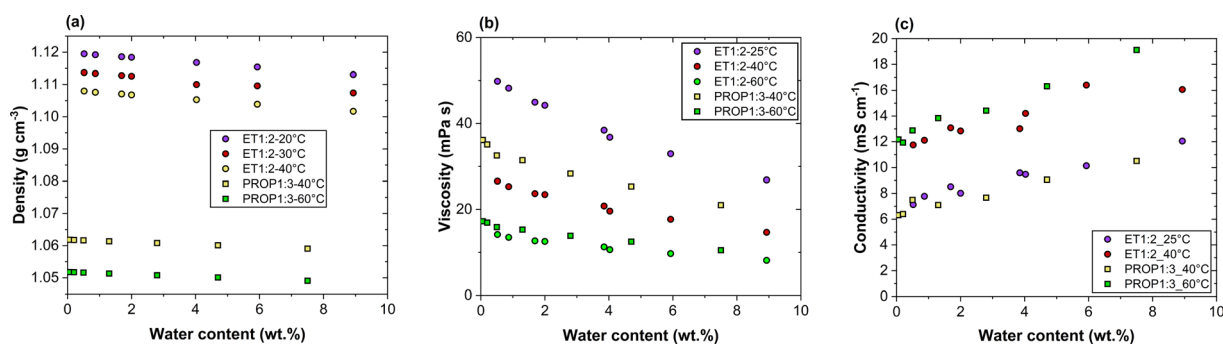 (a)
1.12
1.11
1.10
1.09
1.08
1.07
1.06
1.05
Density (g cm⁻³)
ET1:2-20°C
ET1:2-30°C
ET1:2-40°C
PROP1:3-40°C
PROP1:3-60°C
0 2 4 6 8 10
Water content (wt.%)
(b)
60
40
20
0
Viscosity (mPa s)
ET1:2-25°C
ET1:2-40°C
ET1:2-60°C
PROP1:3-40°C
PROP1:3-60°C
0 2 4 6 8 10
Water content (wt.%)
(c)
20
18
16
14
12
10
8
6
4
2
0
Conductivity (mS cm⁻¹)
ET1:2_25°C
ET1:2_40°C
PROP1:3_40°C
PROP1:3_60°C
0 2 4 6 8 10
Water content (wt.%)